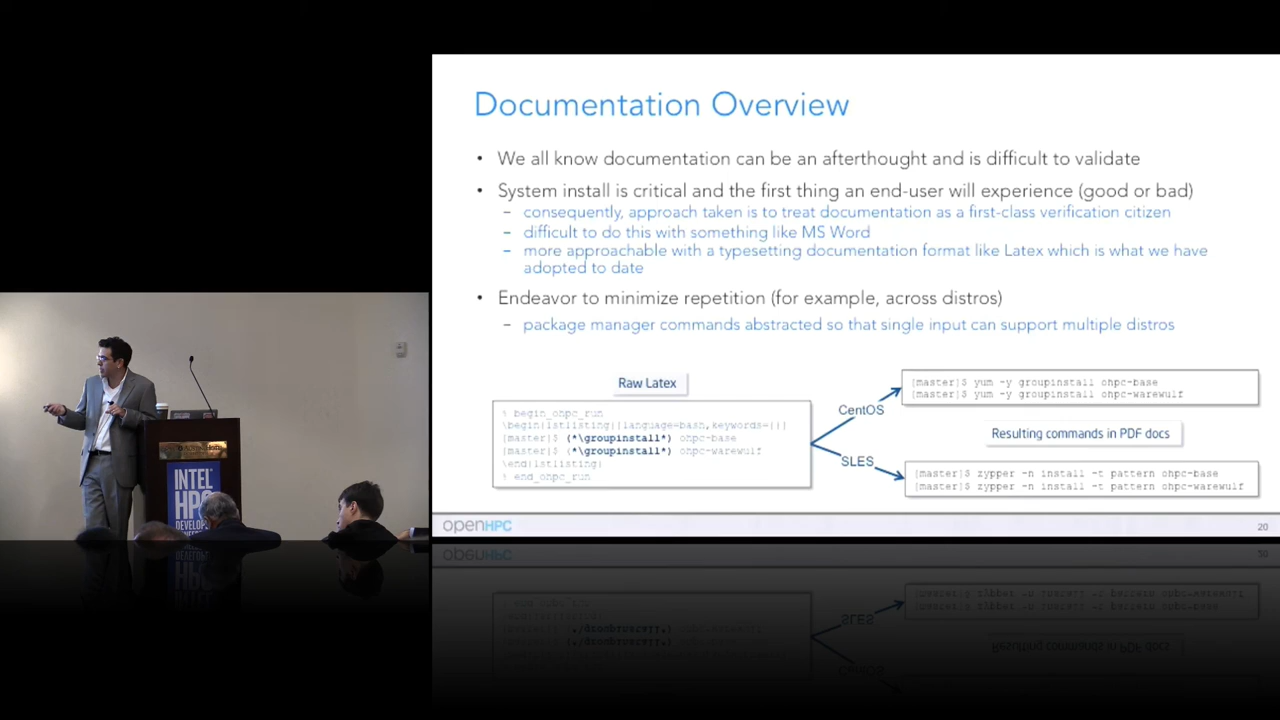 Documentation Overview
• We all know documentation can be an afterthought and is difficult to validate
• System install is critical and the first thing an end-user will experience (good or bad)
– consequently, approach taken is to treat documentation as a first-class verification citizen
– difficult to do this with something like MS Word
– more approachable with a typesetting documentation format like Latex which is what we have
adopted to date
• Endeavor to minimize repetition (for example, across distros)
– package manager commands abstracted so that single input can support multiple distros
Raw Latex
% begin_ohpc_run
\begin{lstlisting}[language=bash,keywords={}]
[master]$ (*\groupinstall*) ohpc-base
[master]$ (*\groupinstall*) ohpc-warewulf
\end{lstlisting}
% end_ohpc_run
CentOS
SLES
[master]$ yum -y groupinstall ohpc-base
[master]$ yum -y groupinstall ohpc-warewulf
Resulting commands in PDF docs
[master]$ zypper -n install -t pattern ohpc-base
[master]$ zypper -n install -t pattern ohpc-warewulf
openHPC
20
INTEL
HPC